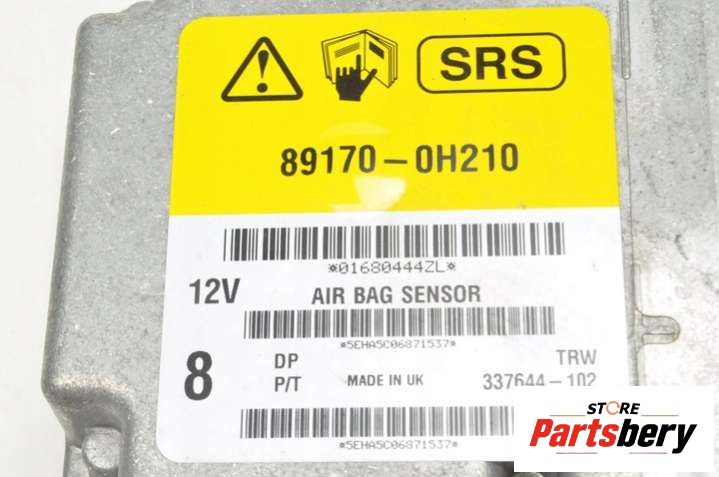 SRS
89170-0H210
*01680444ZL*
12V AIR BAG SENSOR
*5EHA5C06871537*
8 DP TRW
P/T MADE IN UK 337644-102
*5EHA5C06871537*
STORE
Partsbery